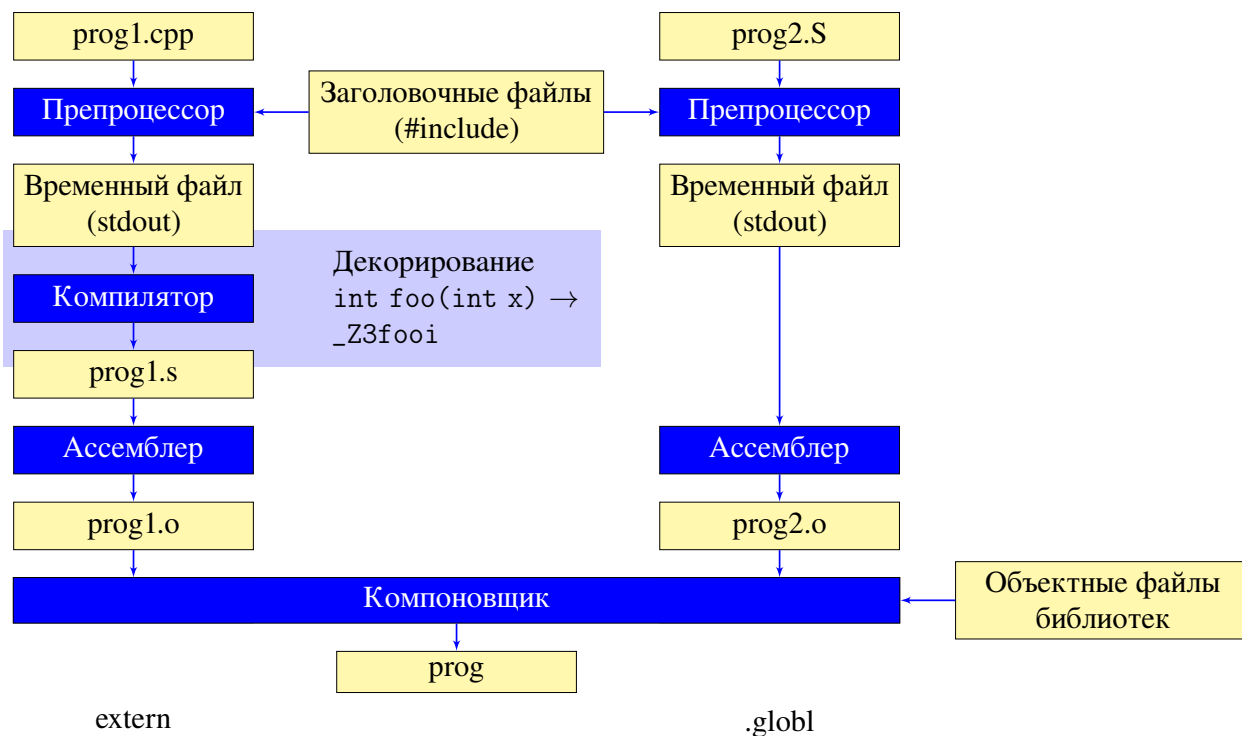 prog1.cpp
prog2.S
Препроцессор
Заголовочные файлы
(#include)
Препроцессор
Временный файл
(stdout)
Временный файл
(stdout)
Компилятор
Декорирование
int foo(int x) →
_Z3fooi
prog1.s
Ассемблер
Ассемблер
prog1.o
prog2.o
Компоновщик
Объектные файлы
библиотек
prog
extern
.globl